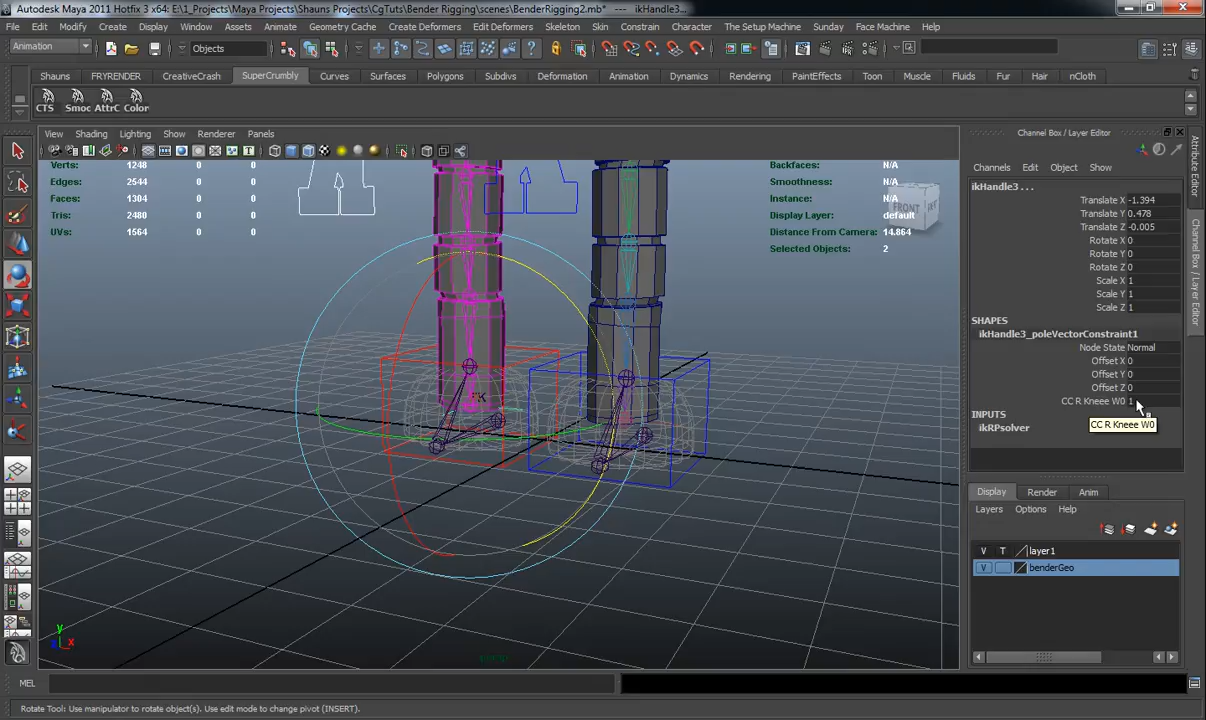 Autodesk Maya 2011 Hotfix 3 x64: E:\1_Projects\Maya Projects\Shauns Projects\CgTuts\Bender Rigging\scenes\BenderRigging2.mb* --- ikHandle3...
File Edit Modify Create Display Window Assets Animate Geometry Cache Create Deformers Edit Deformers Skeleton Skin Constrain Character Presenting The Machine Sunday Face Machine Help
Animation Objects
Shauns FRYRENDER CreativeCrash SuperCrumbly Curves Surfaces Polygons Subdivs Deformation Animation Dynamics Rendering PaintEffects Toon Muscle Fluids Fur Hair nCloth
CTS Smoc AttrC Color
View Shading Lighting Show Renderer Panels
Channel Box / Layer Editor
Channels Edit Object Show
Verts: 1248 0 0
Edges: 2544 0 0
Faces: 1304 0 0
Tris: 2480 0 0
UVs: 1564 0 0
Backfaces: N/A
Smoothness: N/A
Instance: N/A
Display Layer: default
Distance From Camera: 14.864
Selected Objects: 2
FRONT
IK
ikHandle3 ...
Translate X -1.394
Translate Y 0.478
Translate Z -0.005
Rotate X 0
Rotate Y 0
Rotate Z 0
Scale X 1
Scale Y 1
Scale Z 1
SHAPES
ikHandle3_poleVectorConstraint1
Node State Normal
Offset X 0
Offset Y 0
Offset Z 0
CC R Kneee W0 1
CC R Kneee W0
INPUTS
ikRPsolver
Attribute Editor
Channel Box / Layer Editor
Display Render Anim
Layers Options Help
V T layer1
V benderGeo
y
x
persp
MEL
Rotate Tool: Use manipulator to rotate object(s). Use edit mode to change pivot (INSERT).